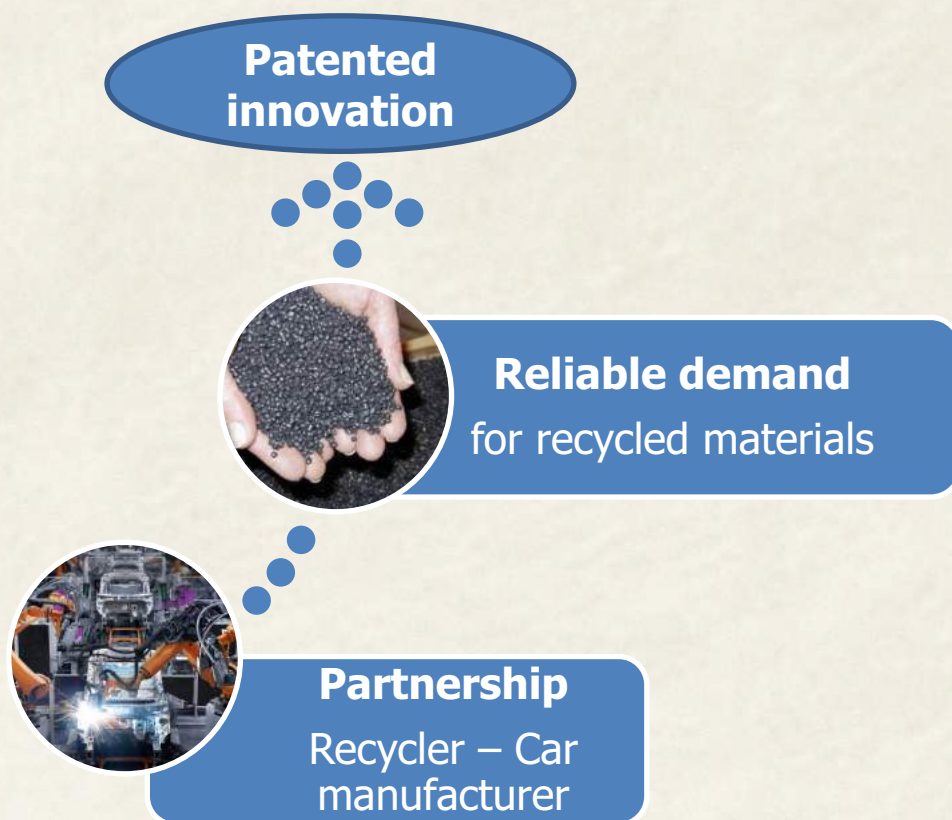 Patented
innovation
Reliable demand
for recycled materials
Partnership
Recycler – Car
manufacturer